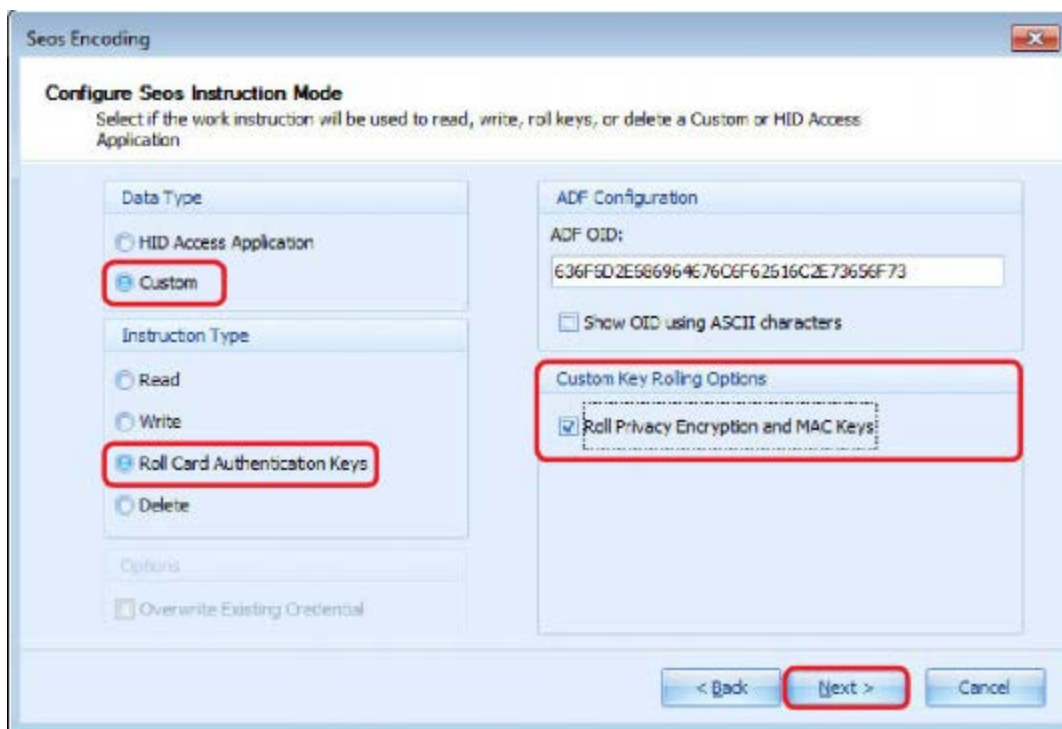 Seos Encoding
Configure Seos Instruction Mode
Select if the work instruction will be used to read, write, roll keys, or delete a Custom or HID Access
Application
Data Type
HID Access Application
Custom
Instruction Type
Read
Write
Roll Card Authentication Keys
Delete
Options
Overwrite Existing Credential
ADF Configuration
ADF OID:
Show OID using ASCII characters
Custom Key Rolling Options
Roll Privacy Encryption and MAC Keys
< Back
Next >
Cancel